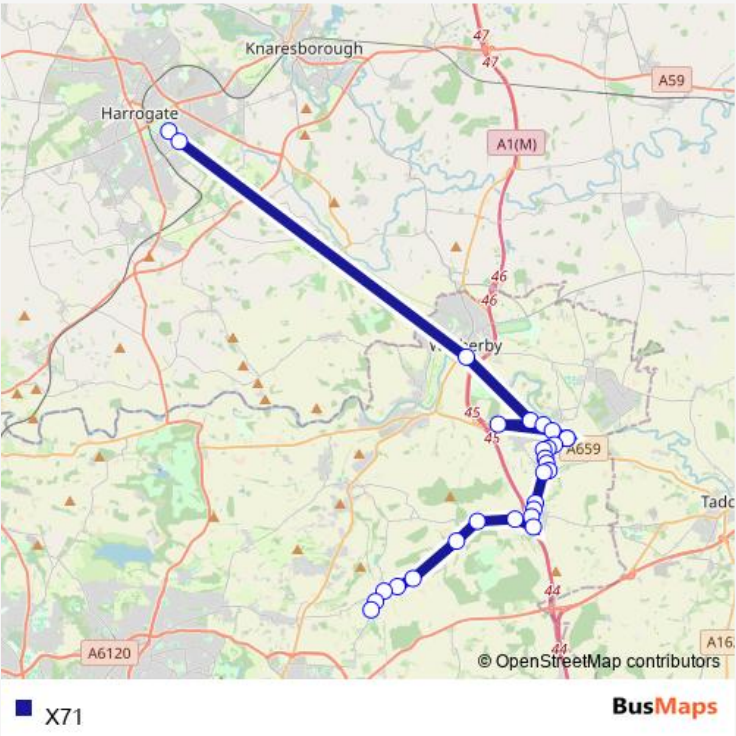 47
Knaresborough
47
A59
Harrogate
A1(M)
46
46
45
45
A659
Tadc
44
44
A6120
A16.
© OpenStreetMap contributors
X71
BusMaps